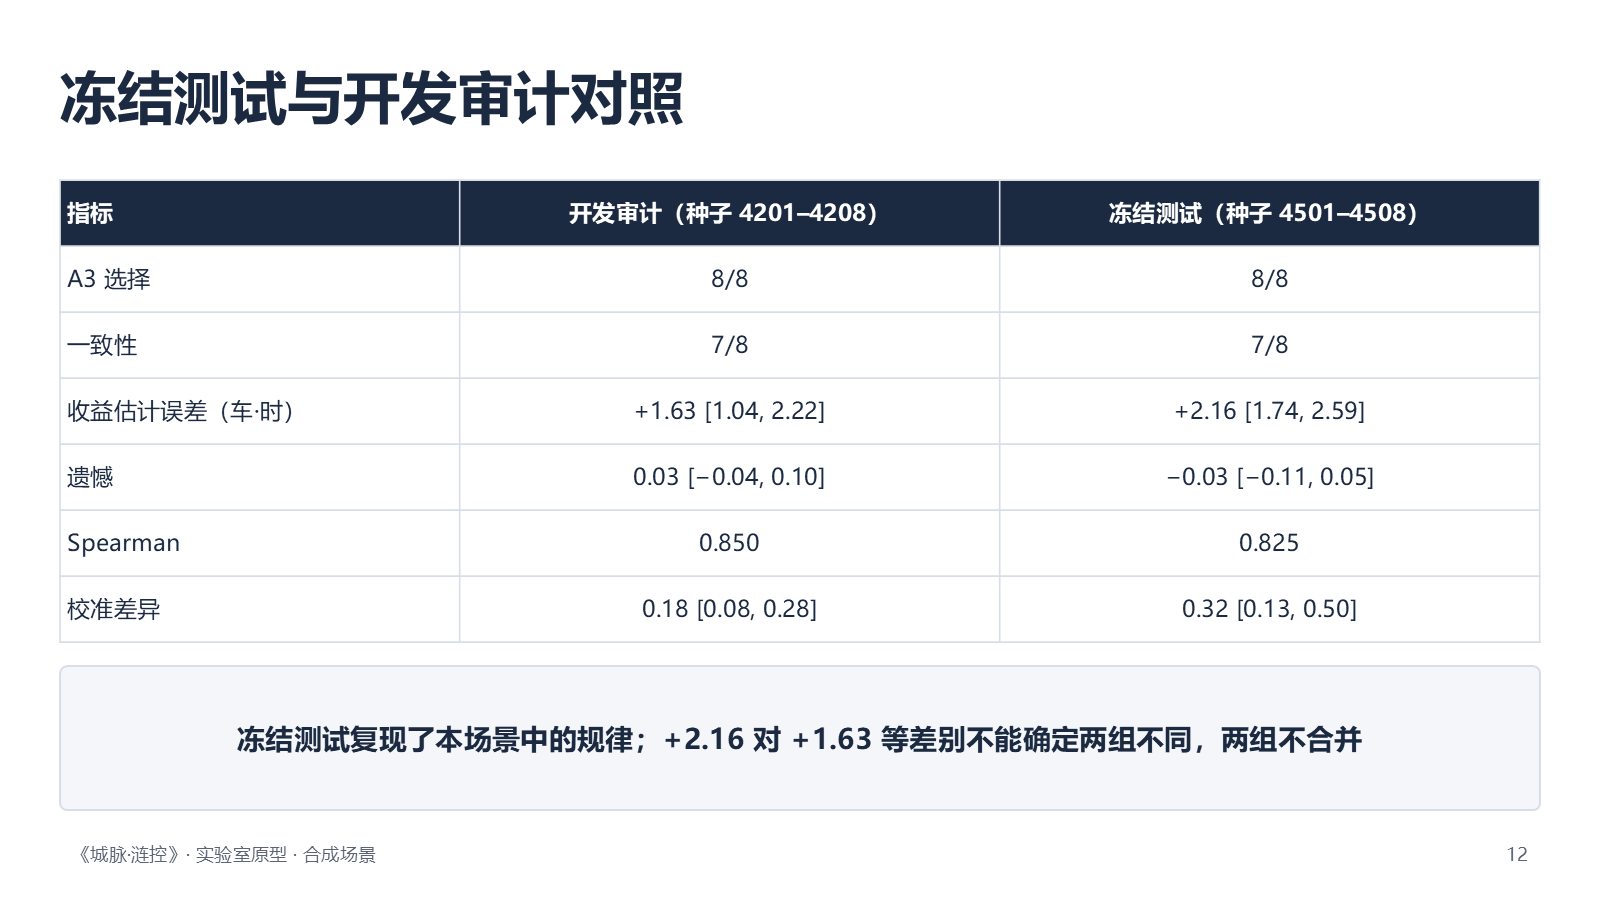 冻结测试与开发审计对照
指标 开发审计（种子 4201–4208） 冻结测试（种子 4501–4508）
A3 选择 8/8 8/8
一致性 7/8 7/8
收益估计误差（车·时） +1.63 [1.04, 2.22] +2.16 [1.74, 2.59]
遗憾 0.03 [−0.04, 0.10] −0.03 [−0.11, 0.05]
Spearman 0.850 0.825
校准差异 0.18 [0.08, 0.28] 0.32 [0.13, 0.50]
冻结测试复现了本场景中的规律；+2.16 对 +1.63 等差别不能确定两组不同，两组不合并
《城脉·涟控》· 实验室原型 · 合成场景 12